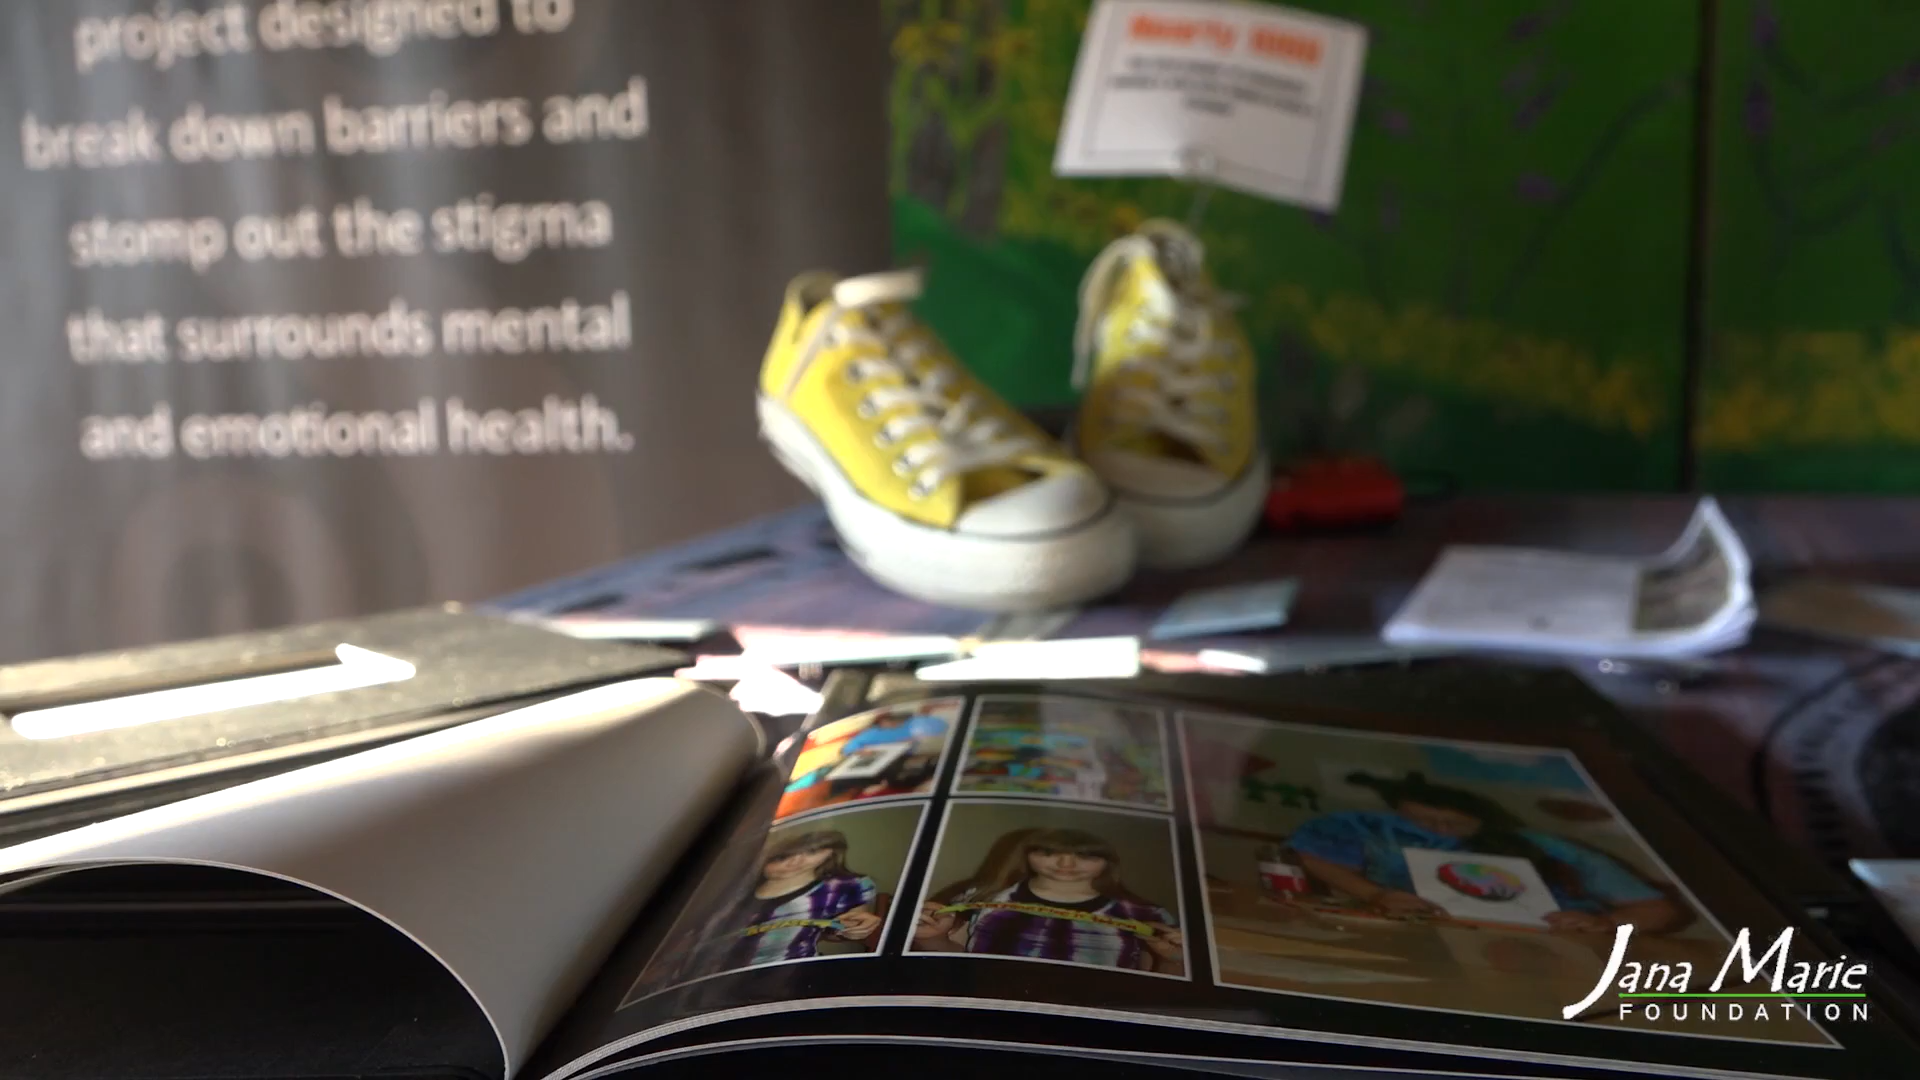 project designed to
break down barriers and
stomp out the stigma
that surrounds mental
and emotional health.
Jana Marie
FOUNDATION